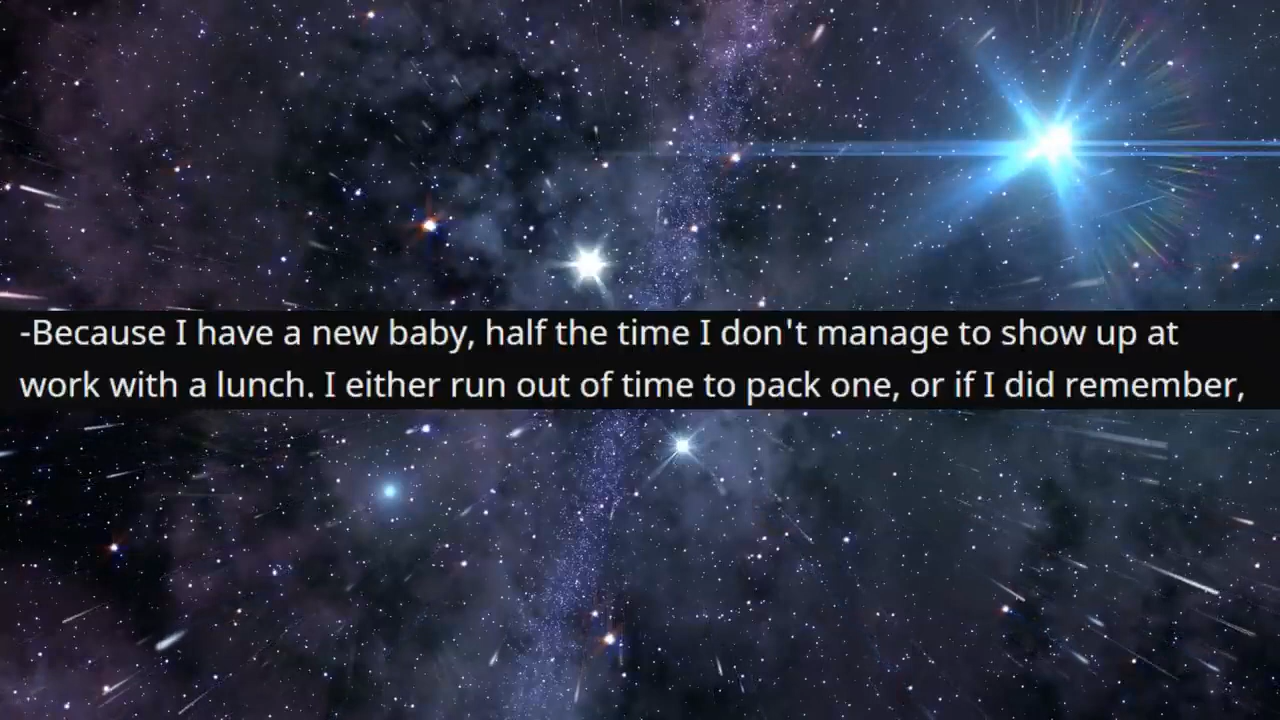 -Because I have a new baby, half the time I don't manage to show up at
work with a lunch. I either run out of time to pack one, or if I did remember,